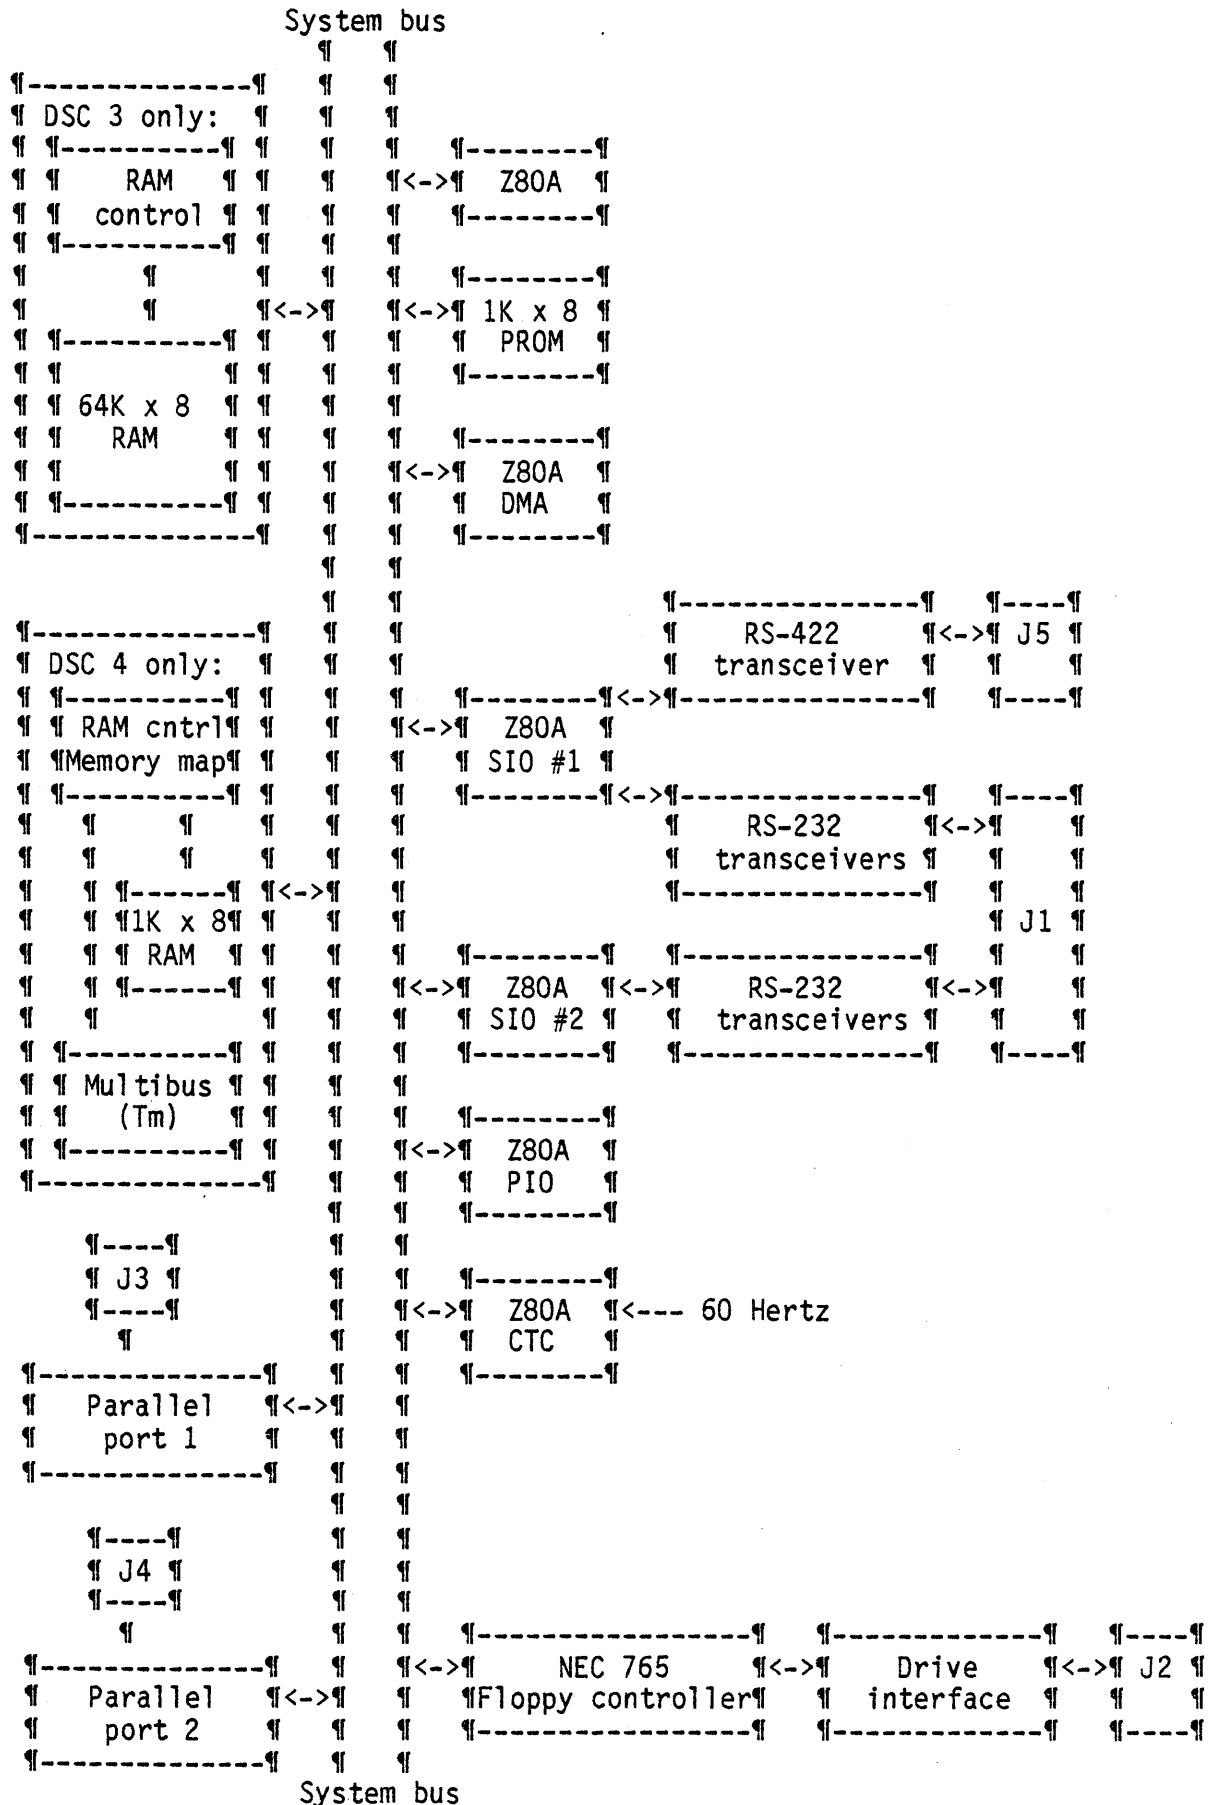 System bus
DSC 3 only:
RAM
control
64K x 8
RAM
Z80A
1K x 8
PROM
Z80A
DMA
DSC 4 only:
RAM cntrl
Memory map
1K x 8
RAM
Multibus
(Tm)
RS-422
transceiver
J5
Z80A
SIO #1
RS-232
transceivers
J1
Z80A
SIO #2
RS-232
transceivers
Z80A
PIO
J3
Z80A
CTC
60 Hertz
Parallel
port 1
J4
Parallel
port 2
NEC 765
Floppy controller
Drive
interface
J2
System bus